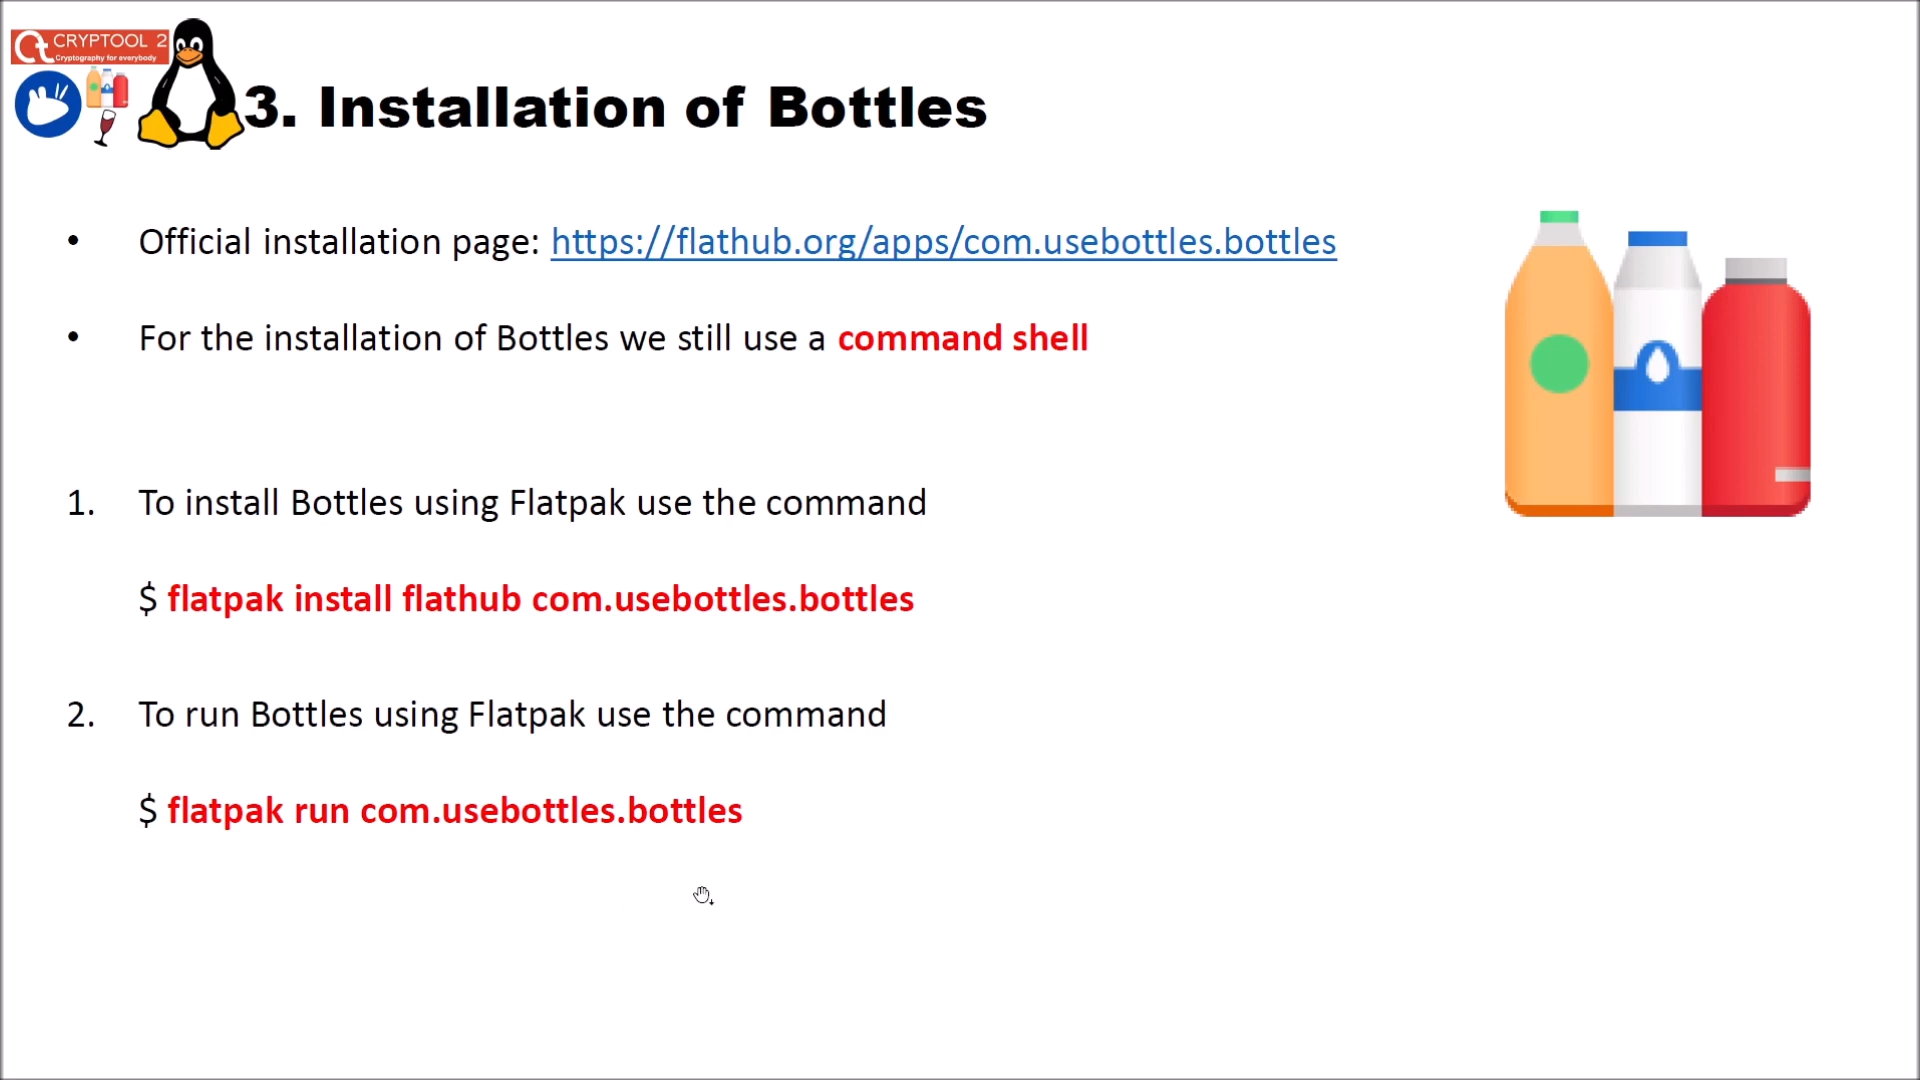 CRYPTOOL 2
Cryptography for everybody
3. Installation of Bottles
• Official installation page: https://flathub.org/apps/com.usebottles.bottles
• For the installation of Bottles we still use a command shell
1. To install Bottles using Flatpak use the command
$ flatpak install flathub com.usebottles.bottles
2. To run Bottles using Flatpak use the command
$ flatpak run com.usebottles.bottles